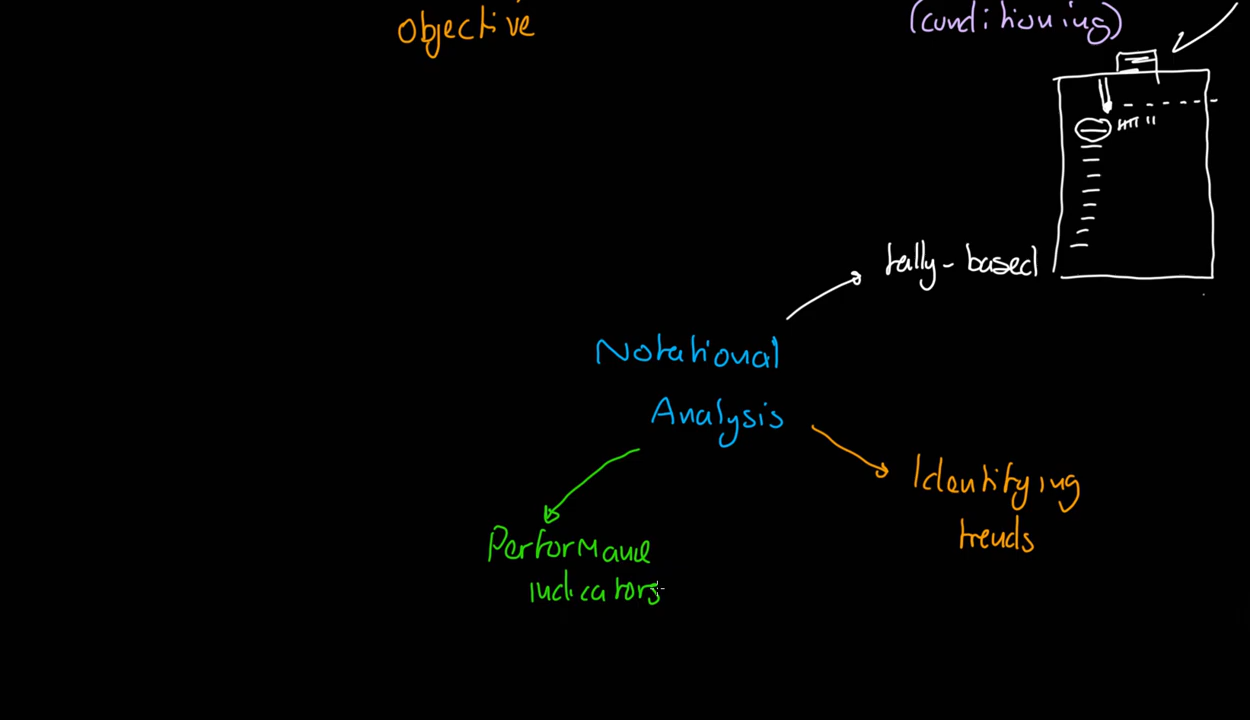 objective
(conditioning)
tally-based
Notational
Analysis
Identifying
trends
Performance
indicators